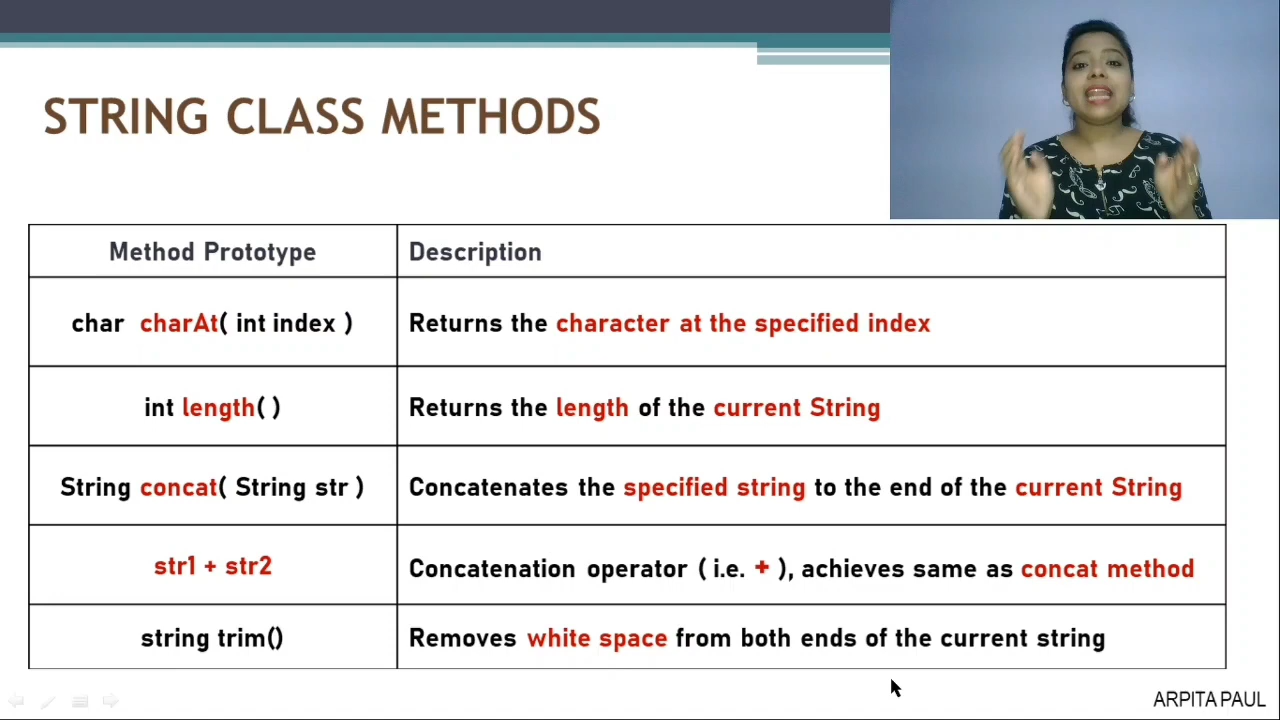 STRING CLASS METHODS
Method Prototype
Description
char charAt( int index )
Returns the character at the specified index
int length( )
Returns the length of the current String
String concat( String str )
Concatenates the specified string to the end of the current String
str1 + str2
Concatenation operator ( i.e. + ), achieves same as concat method
string trim()
Removes white space from both ends of the current string
ARPITA PAUL